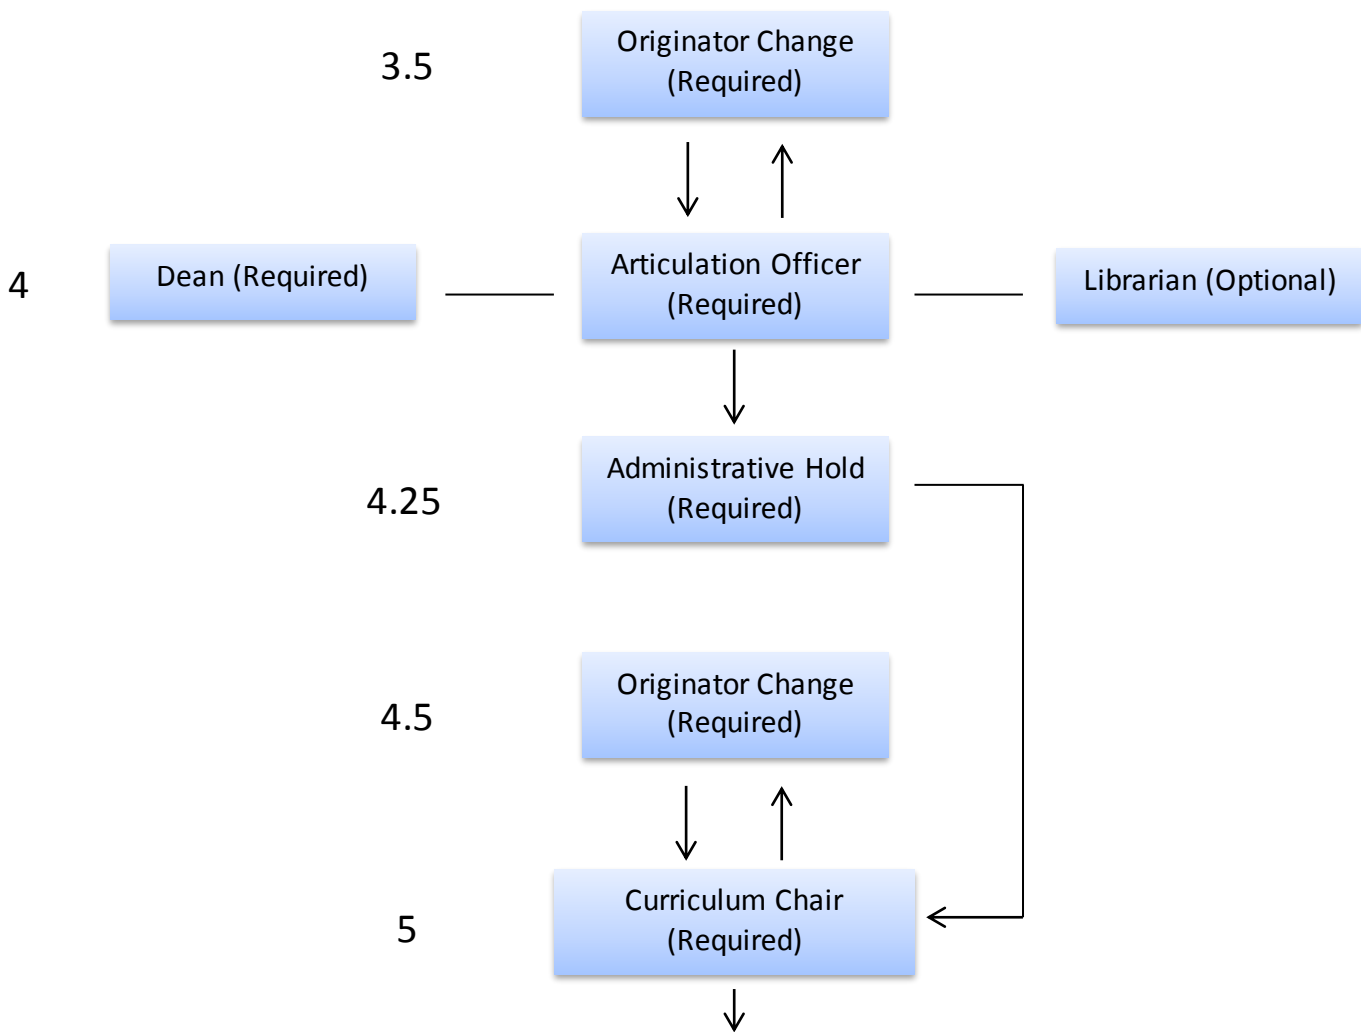 Originator Change
(Required)
3.5
Articulation Officer
(Required)
Dean (Required)
Librarian (Optional)
4
Administrative Hold
(Required)
4.25
Originator Change
(Required)
4.5
Curriculum Chair
(Required)
5